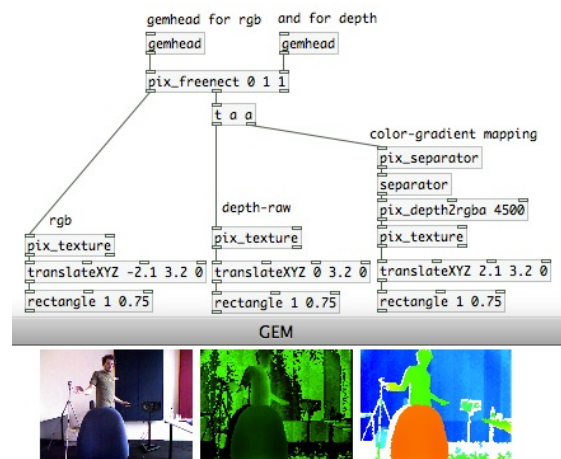 gemhead for rgb
and for depth
gemhead
gemhead
pix_freenect 0 1 1
t a a
color-gradient mapping
pix_separator
separator
pix_depth2rgba 4500
rgb
depth-raw
pix_texture
pix_texture
pix_texture
translateXYZ -2.1 3.2 0
translateXYZ 0 3.2 0
translateXYZ 2.1 3.2 0
rectangle 1 0.75
rectangle 1 0.75
rectangle 1 0.75
GEM